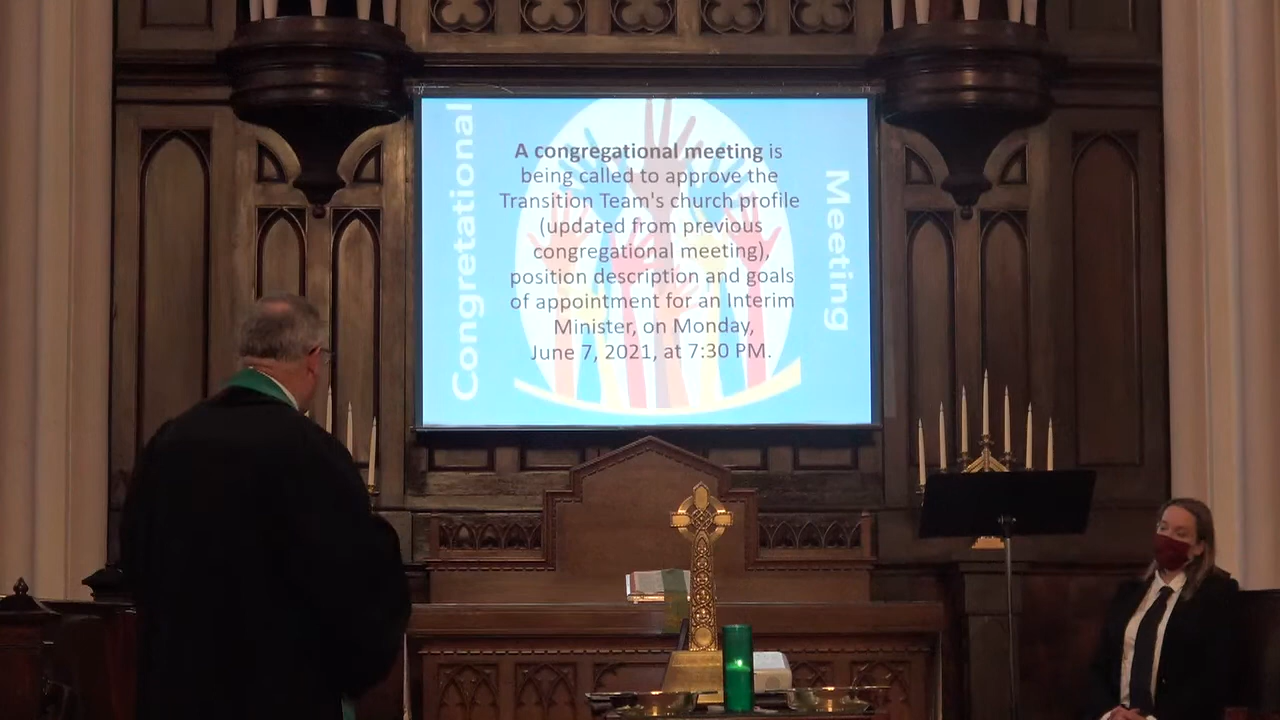 Congretational
A congregational meeting is
being called to approve the
Transition Team's church profile
(updated from previous
congregational meeting),
position description and goals
of appointment for an Interim
Minister, on Monday,
June 7, 2021, at 7:30 PM.
Meeting